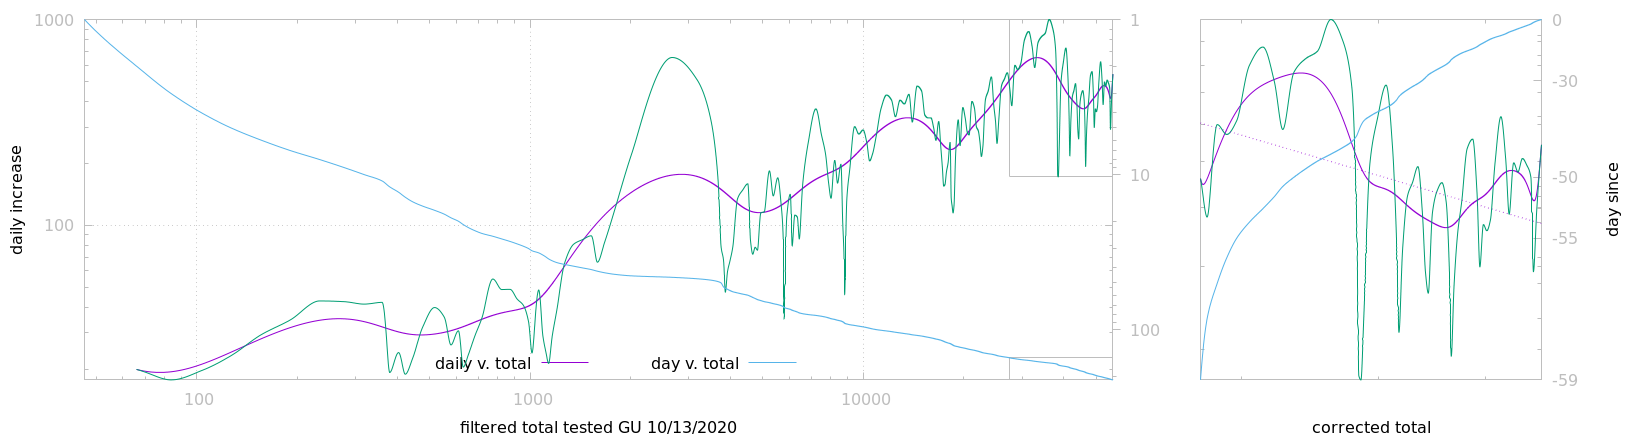 1000
100
daily increase
daily v. total
day v. total
100
1000
10000
filtered total tested GU 10/13/2020
1
10
100
0
-30
-50
-55
-59
day since
corrected total